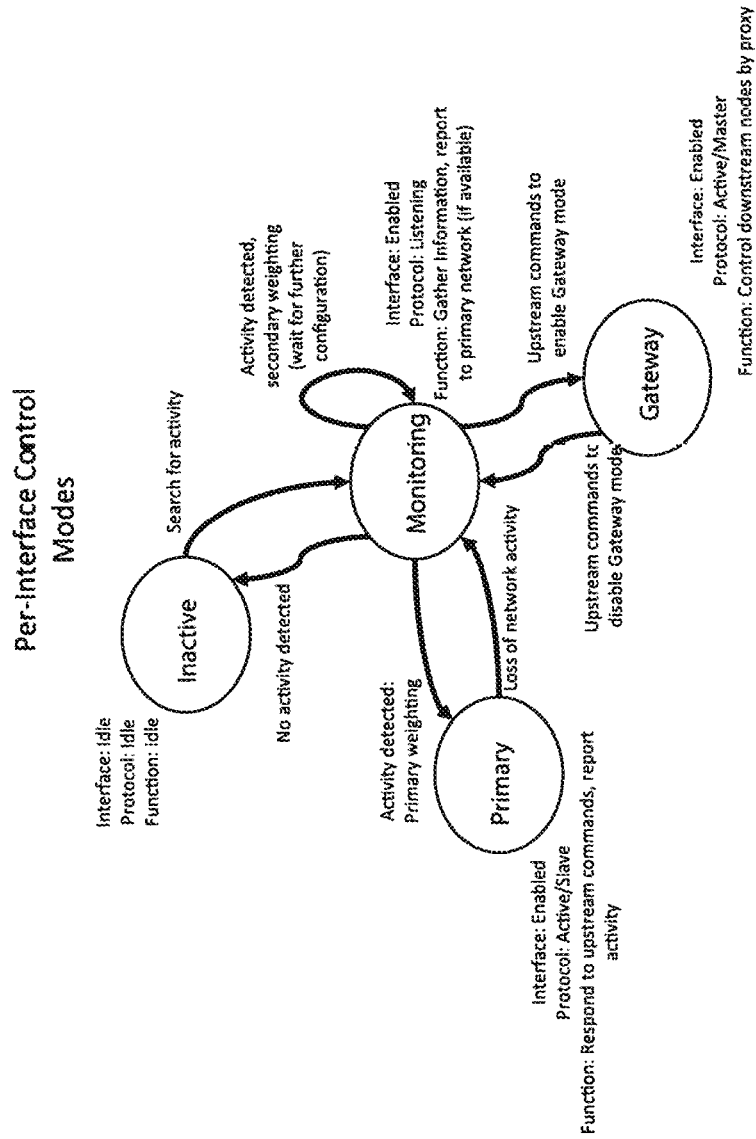 Per-Interface Control
Modes
Interface: Idle
Protocol: Idle
Function: Idle
Inactive
Search for activity
No activity detected
Activity detected,
secondary weighting
(wait for further
configuration)
Monitoring
Interface: Enabled
Protocol: Listening
Function: Gather Information, report
to primary network (if available)
Activity detected:
Primary weighting
Loss of network activity
Primary
Interface: Enabled
Protocol: Active/Slave
Function: Respond to upstream commands, report
activity
Upstream commands to
enable Gateway mode
Upstream commands to
disable Gateway mode
Gateway
Interface: Enabled
Protocol: Active/Master
Function: Control downstream nodes by proxy